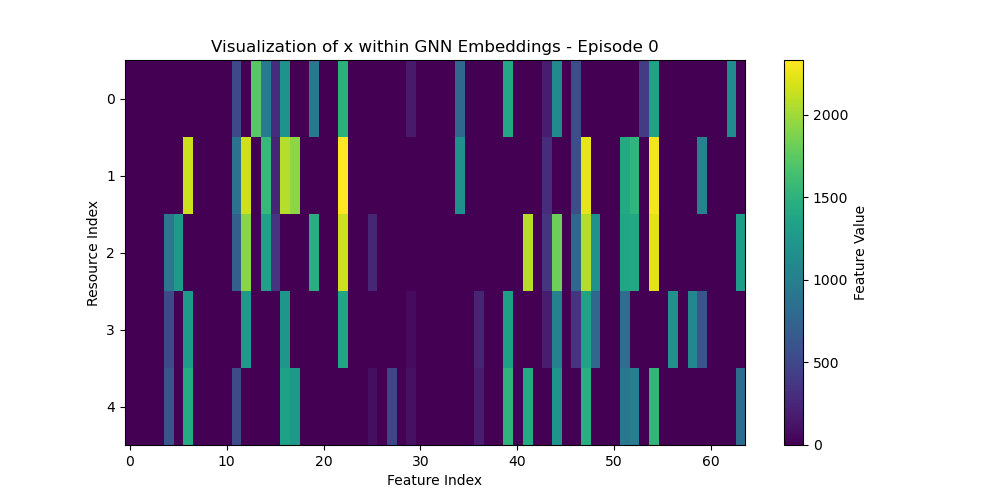 Visualization of x within GNN Embeddings - Episode 0
Resource Index
0
1
2
3
4
0 10 20 30 40 50 60
Feature Index
2000
1500
1000
500
0
Feature Value